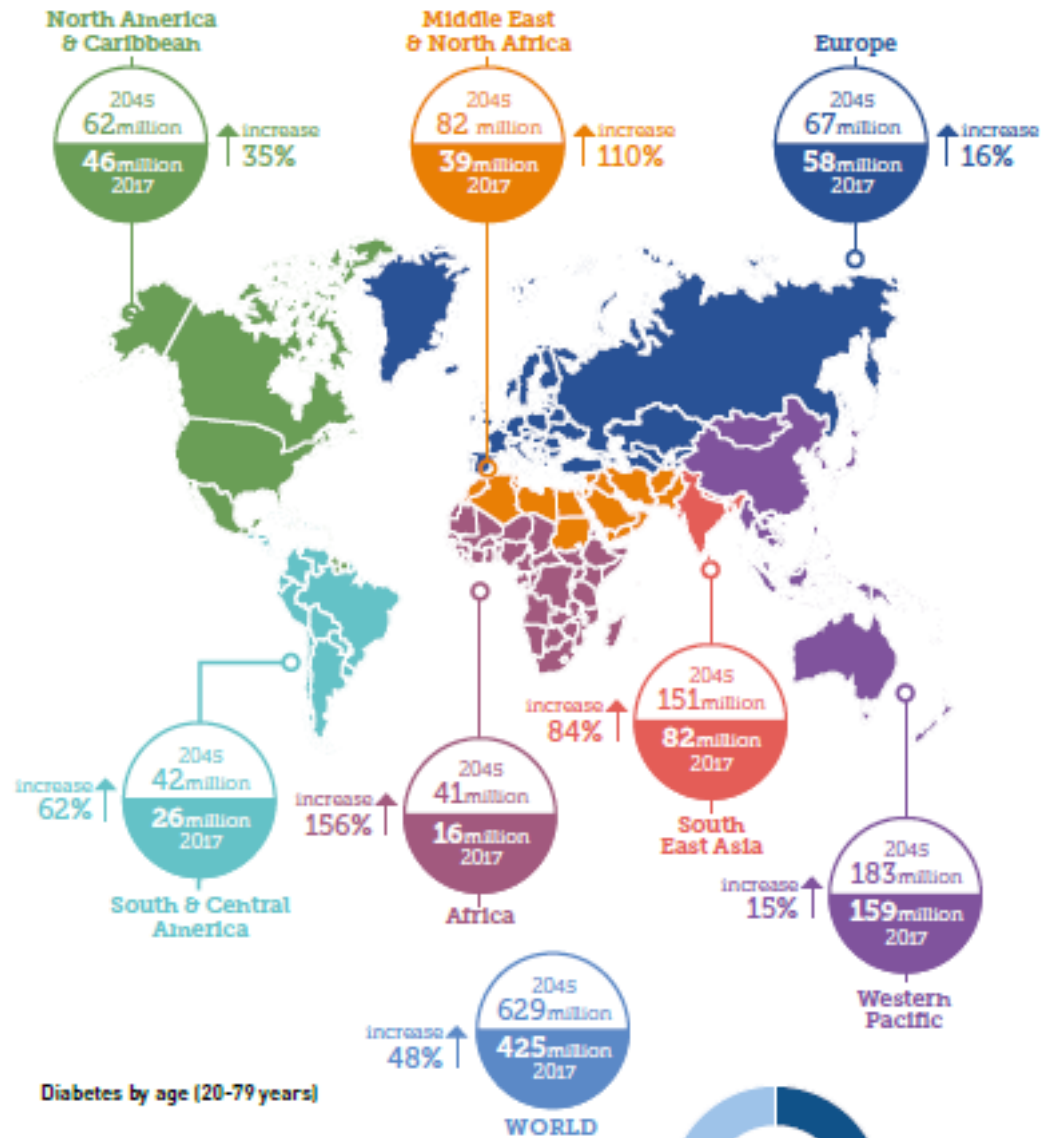 North America
& Caribbean
2045
62million
46million
2017
increase
35%
Middle East
& North Africa
2045
82 million
39million
2017
increase
110%
Europe
2045
67million
58million
2017
increase
16%
2045
42million
26million
2017
increase
62%
South & Central
America
2045
41million
16million
2017
increase
156%
Africa
2045
151million
82million
2017
increase
84%
South
East Asia
2045
183million
159million
2017
increase
15%
Western
Pacific
2045
629million
425million
2017
increase
48%
WORLD
Diabetes by age (20-79 years)